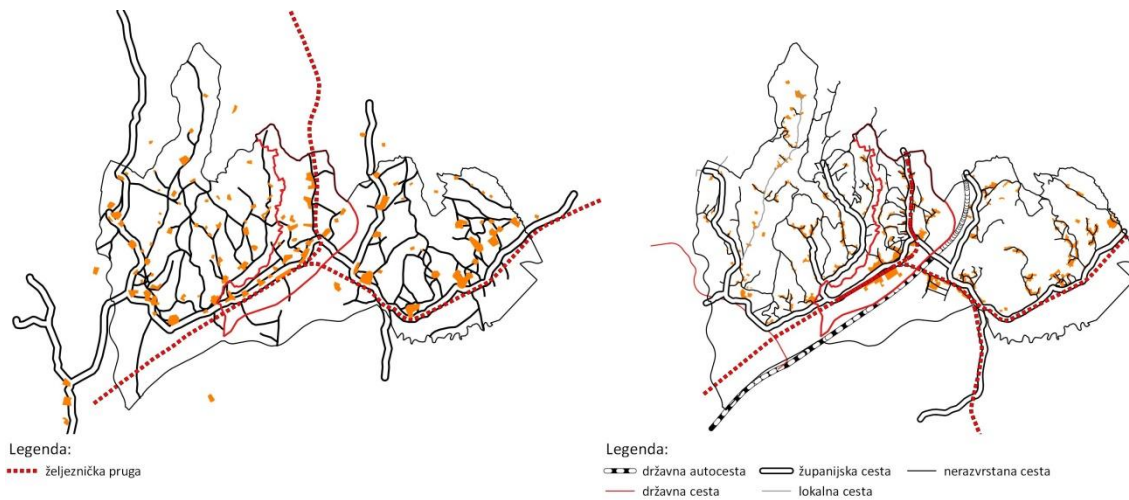 Legenda:
željeznička pruga
Legenda:
državna autocesta
županijska cesta
nerazvrstana cesta
državna cesta
lokalna cesta